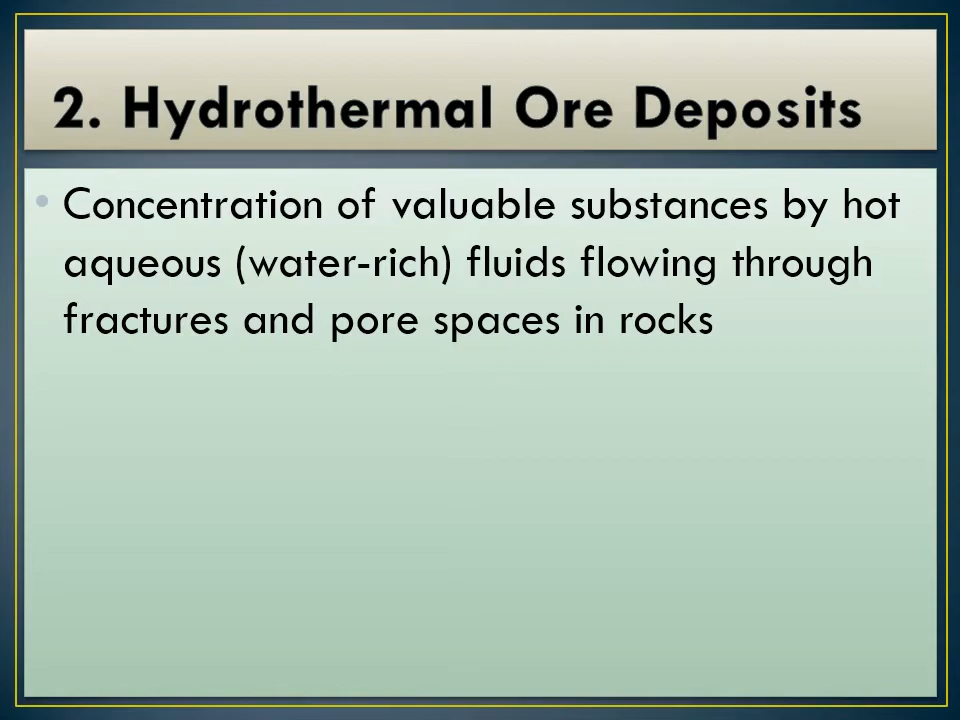 2. Hydrothermal Ore Deposits
• Concentration of valuable substances by hot
aqueous (water-rich) fluids flowing through
fractures and pore spaces in rocks